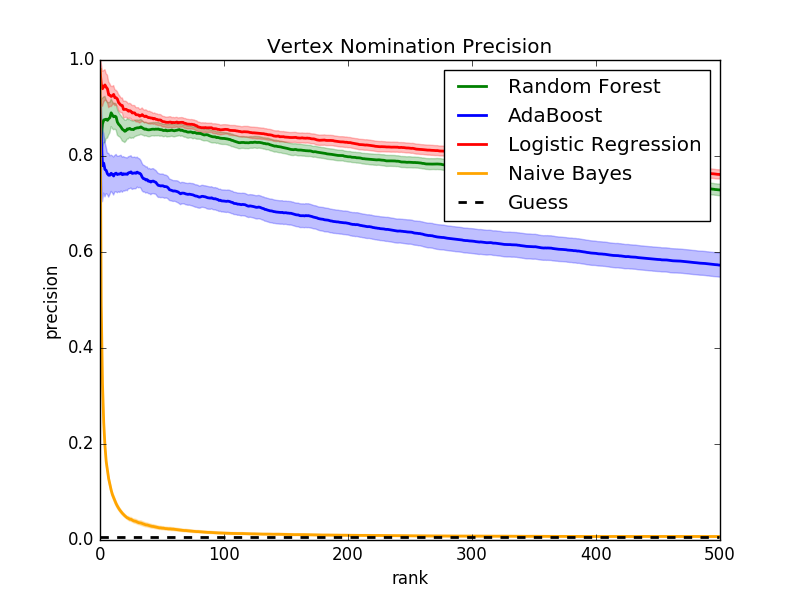 Vertex Nomination Precision
1.0
0.8
0.6
0.4
0.2
0.0
precision
Random Forest
AdaBoost
Logistic Regression
Naive Bayes
Guess
0 100 200 300 400 500
rank